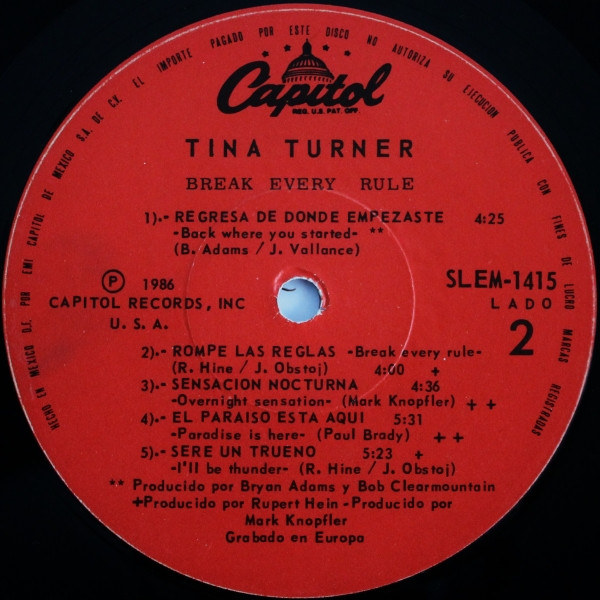 HECHO EN MEXICO D.F. POR EMI CAPITOL DE MEXICO S.A. DE C.V. EL IMPORTE PAGADO POR ESTE DISCO NO AUTORIZA SU EJECUCION PUBLICA CON FINES DE LUCRO MARCAS REGISTRADAS
Capitol
REG. U.S. PAT. OFF.
TINA TURNER
BREAK EVERY RULE
1).- REGRESA DE DONDE EMPEZASTE 4:25
-Back where you started- **
(B. Adams / J. Vallance)
Ⓟ 1986
CAPITOL RECORDS, INC
U. S. A.
SLEM-1415
LADO
2
2).- ROMPE LAS REGLAS -Break every rule-
(R. Hine / J. Obstoj) 4:00 +
3).- SENSACION NOCTURNA 4:36
-Overnight sensation- (Mark Knopfler) ++
4).- EL PARAISO ESTA AQUI 5:31
-Paradise is here- (Paul Brady) ++
5).- SERE UN TRUENO 5:23 +
-I'll be thunder- (R. Hine / J. Obstoj)
** Producido por Bryan Adams y Bob Clearmountain
+Producido por Rupert Hein - Producido por
Mark Knopfler
Grabado en Europa